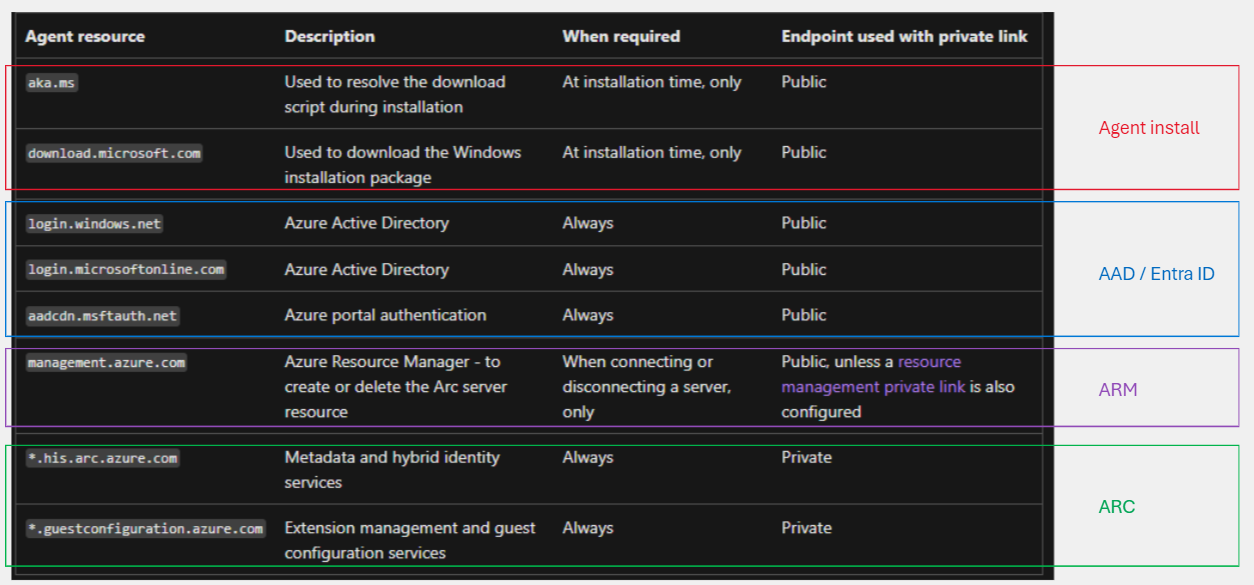 Agent resource Description When required Endpoint used with private link
aka.ms Used to resolve the download At installation time, only Public
script during installation
Agent install
download.microsoft.com Used to download the Windows At installation time, only Public
installation package
login.windows.net Azure Active Directory Always Public
login.microsoftonline.com Azure Active Directory Always Public
AAD / Entra ID
aadcdn.msftauth.net Azure portal authentication Always Public
management.azure.com Azure Resource Manager - to When connecting or Public, unless a resource
create or delete the Arc server disconnecting a server, management private link is also
ARM
resource only configured
*.his.arc.azure.com Metadata and hybrid identity Always Private
services
ARC
*.guestconfiguration.azure.com Extension management and guest Always Private
configuration services